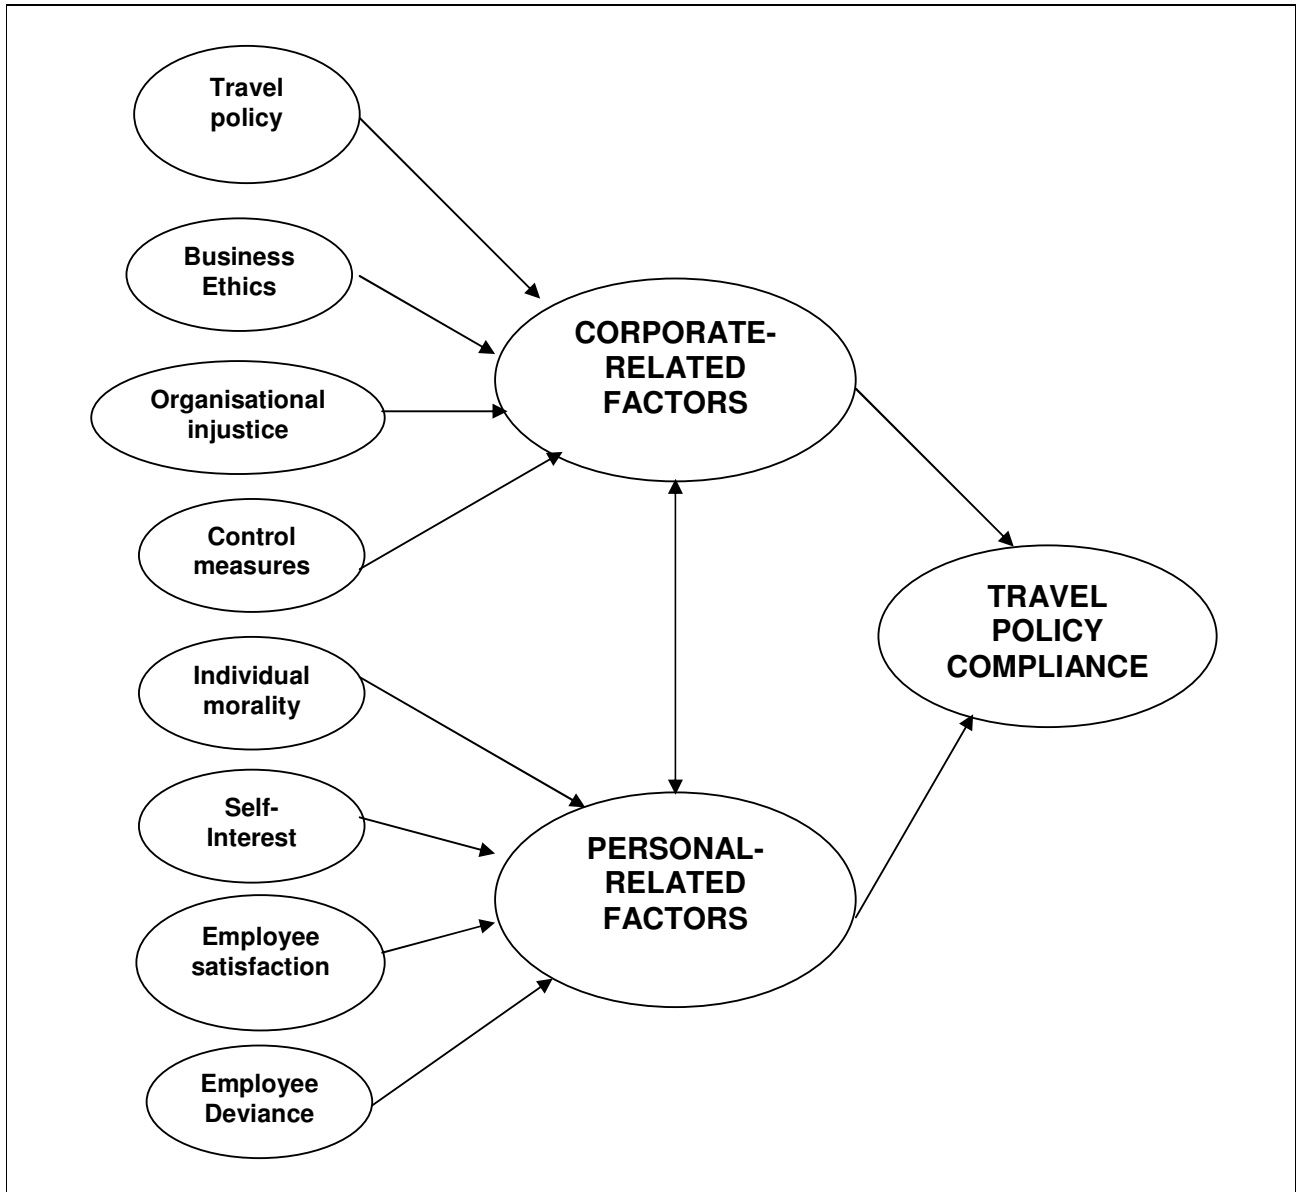 Travel
policy
Business
Ethics
Organisational
injustice
Control
measures
Individual
morality
Self-
Interest
Employee
satisfaction
Employee
Deviance
CORPORATE-
RELATED
FACTORS
PERSONAL-
RELATED
FACTORS
TRAVEL
POLICY
COMPLIANCE